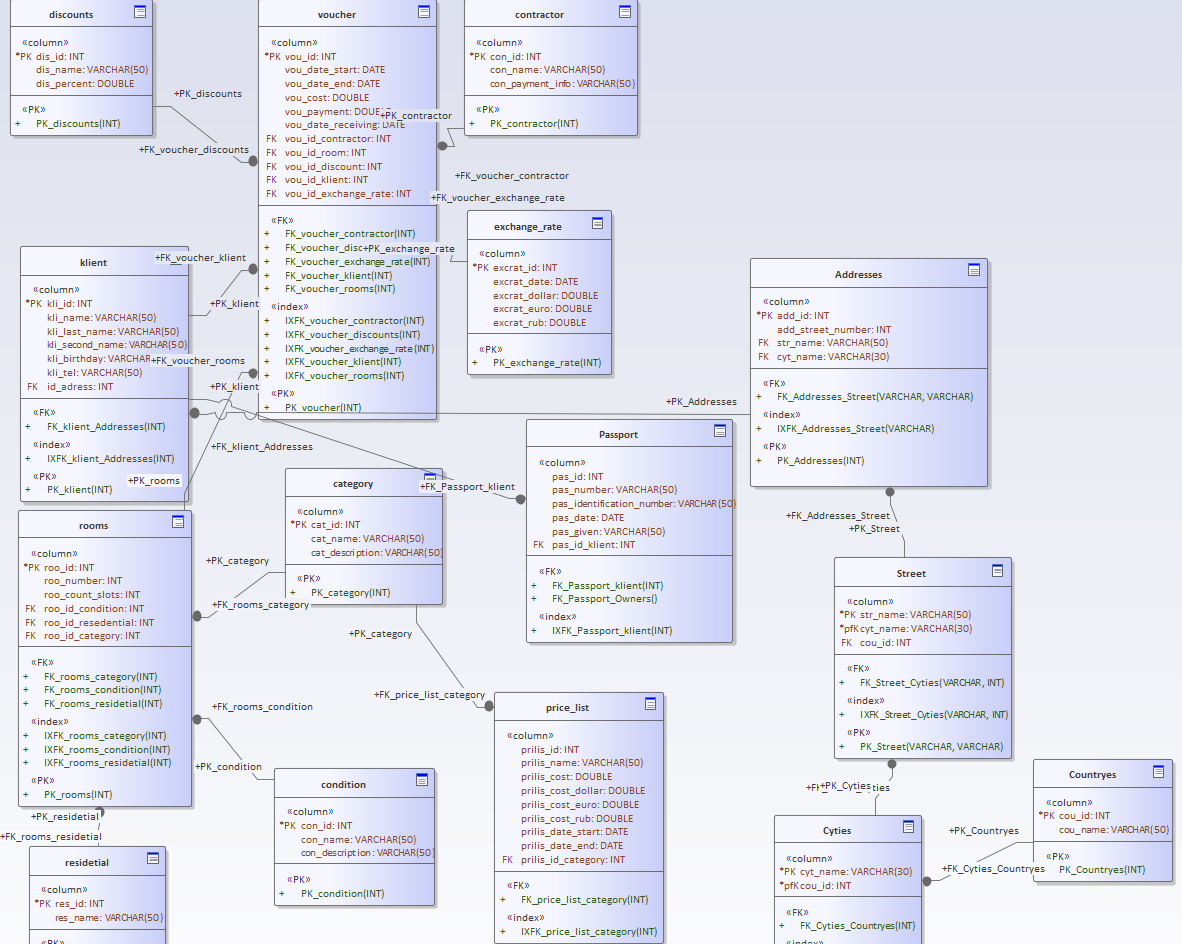 discounts
«column»
*PK dis_id: INT
dis_name: VARCHAR(50)
dis_percent: DOUBLE
«PK»
+ PK_discounts(INT)
+PK_discounts
+FK_voucher_discounts
voucher
«column»
*PK vou_id: INT
vou_date_start: DATE
vou_date_end: DATE
vou_cost: DOUBLE
vou_payment: DOUBLE
vou_date_receiving: DATE
FK vou_id_contractor: INT
FK vou_id_room: INT
FK vou_id_discount: INT
FK vou_id_klient: INT
FK vou_id_exchange_rate: INT
«FK»
+ FK_voucher_contractor(INT)
+ FK_voucher_disc
+ FK_voucher_exchange_rate(INT)
+ FK_voucher_klient(INT)
+ FK_voucher_rooms(INT)
«index»
+ IXFK_voucher_contractor(INT)
+ IXFK_voucher_discounts(INT)
+ IXFK_voucher_exchange_rate(INT)
+ IXFK_voucher_klient(INT)
+ IXFK_voucher_rooms(INT)
«PK»
+ PK_voucher(INT)
contractor
«column»
*PK con_id: INT
con_name: VARCHAR(50)
con_payment_info: VARCHAR(50)
«PK»
+ PK_contractor(INT)
+PK_contractor
+FK_voucher_contractor
+FK_voucher_exchange_rate
+PK_exchange_rate
exchange_rate
«column»
*PK excrat_id: INT
excrat_date: DATE
excrat_dollar: DOUBLE
excrat_euro: DOUBLE
excrat_rub: DOUBLE
«PK»
+ PK_exchange_rate(INT)
klient
«column»
*PK kli_id: INT
kli_name: VARCHAR(50)
kli_last_name: VARCHAR(50)
kli_second_name: VARCHAR(50)
kli_birthday: VARCHAR
kli_tel: VARCHAR(50)
FK id_adress: INT
«FK»
+ FK_klient_Addresses(INT)
«index»
+ IXFK_klient_Addresses(INT)
«PK»
+ PK_klient(INT)
+FK_voucher_klient
+PK_klient
+FK_voucher_rooms
+PK_klient
+FK_klient_Addresses
+PK_rooms
+PK_Addresses
Addresses
«column»
*PK add_id: INT
add_street_number: INT
FK str_name: VARCHAR(50)
FK cyt_name: VARCHAR(30)
«FK»
+ FK_Addresses_Street(VARCHAR, VARCHAR)
«index»
+ IXFK_Addresses_Street(VARCHAR)
«PK»
+ PK_Addresses(INT)
+FK_Addresses_Street
+PK_Street
Passport
«column»
pas_id: INT
pas_number: VARCHAR(50)
pas_identification_number: VARCHAR(50)
pas_date: DATE
pas_given: VARCHAR(50)
FK pas_id_klient: INT
«FK»
+ FK_Passport_klient(INT)
+ FK_Passport_Owners()
«index»
+ IXFK_Passport_klient(INT)
+FK_Passport_klient
category
«column»
*PK cat_id: INT
cat_name: VARCHAR(50)
cat_description: VARCHAR(50)
«PK»
+ PK_category(INT)
+PK_category
+FK_rooms_category
+PK_category
+FK_price_list_category
rooms
«column»
*PK roo_id: INT
roo_number: INT
roo_count_slots: INT
FK roo_id_condition: INT
FK roo_id_resedential: INT
FK roo_id_category: INT
«FK»
+ FK_rooms_category(INT)
+ FK_rooms_condition(INT)
+ FK_rooms_residetial(INT)
«index»
+ IXFK_rooms_category(INT)
+ IXFK_rooms_condition(INT)
+ IXFK_rooms_residetial(INT)
«PK»
+ PK_rooms(INT)
+FK_rooms_condition
+PK_condition
+PK_residetial
+FK_rooms_residetial
Street
«column»
*PK str_name: VARCHAR(50)
*pfK cyt_name: VARCHAR(30)
FK cou_id: INT
«FK»
+ FK_Street_Cyties(VARCHAR, INT)
«index»
+ IXFK_Street_Cyties(VARCHAR, INT)
«PK»
+ PK_Street(VARCHAR, VARCHAR)
+PK_Cyties
price_list
«column»
prilis_id: INT
prilis_name: VARCHAR(50)
prilis_cost: DOUBLE
prilis_cost_dollar: DOUBLE
prilis_cost_euro: DOUBLE
prilis_cost_rub: DOUBLE
prilis_date_start: DATE
prilis_date_end: DATE
FK prilis_id_category: INT
«FK»
+ FK_price_list_category(INT)
«index»
+ IXFK_price_list_category(INT)
condition
«column»
*PK con_id: INT
con_name: VARCHAR(50)
con_description: VARCHAR(50)
«PK»
+ PK_condition(INT)
residetial
«column»
*PK res_id: INT
res_name: VARCHAR(50)
«PK»
Cyties
«column»
*PK cyt_name: VARCHAR(30)
*pfK cou_id: INT
«FK»
+ FK_Cyties_Countryes(INT)
«index»
+PK_Countryes
+FK_Cyties_Countryes
Countryes
«column»
*PK cou_id: INT
cou_name: VARCHAR(50)
«PK»
PK_Countryes(INT)